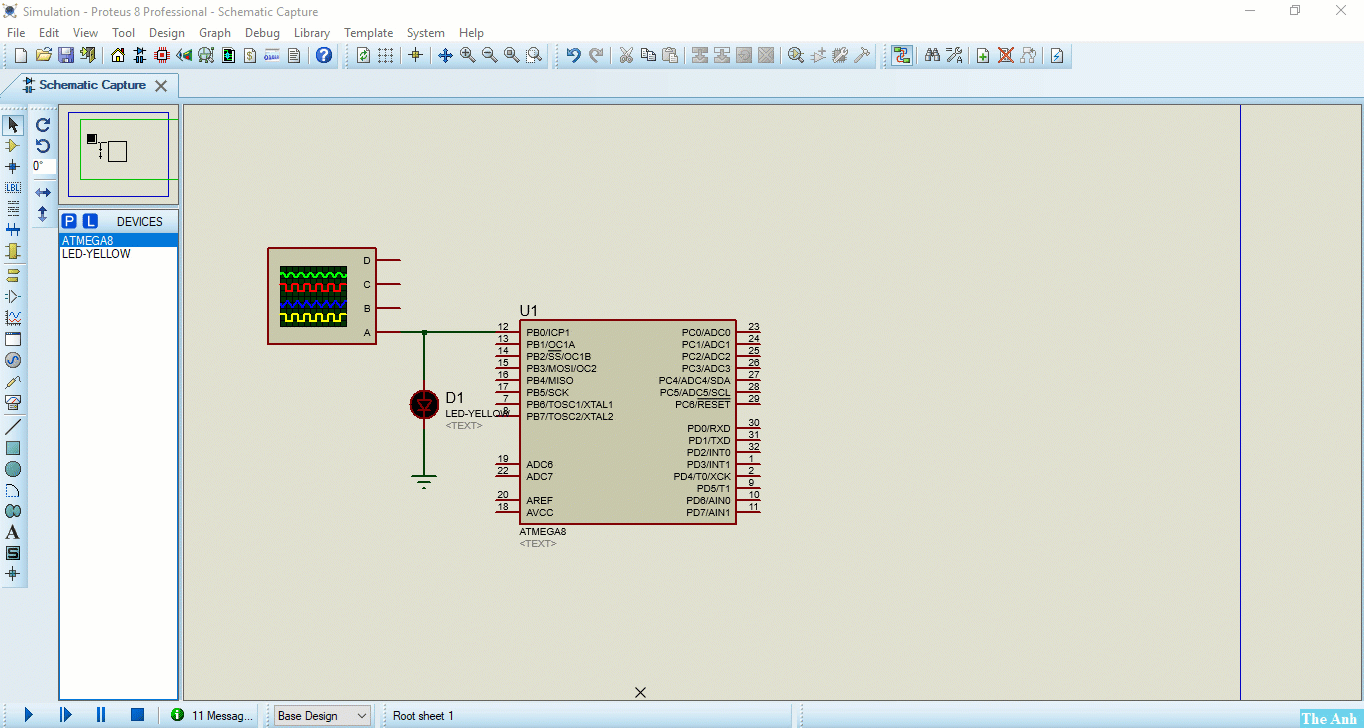 Simulation - Proteus 8 Professional - Schematic Capture
File Edit View Tool Design Graph Debug Library Template System Help
Schematic Capture
0°
LBL
P L DEVICES
ATMEGA8
LED-YELLOW
A
S
D
C
B
A
D1
LED-YELLOW
<TEXT>
U1
12 PB0/ICP1 PC0/ADC0 23
13 PB1/OC1A PC1/ADC1 24
14 PB2/SS/OC1B PC2/ADC2 25
15 PB3/MOSI/OC2 PC3/ADC3 26
16 PB4/MISO PC4/ADC4/SDA 27
17 PB5/SCK PC5/ADC5/SCL 28
7 PB6/TOSC1/XTAL1 PC6/RESET 29
8 PB7/TOSC2/XTAL2
PD0/RXD 30
PD1/TXD 31
PD2/INT0 32
19 ADC6 PD3/INT1 1
22 ADC7 PD4/T0/XCK 2
PD5/T1 9
20 AREF PD6/AIN0 10
18 AVCC PD7/AIN1 11
ATMEGA8
<TEXT>
11 Messag... Base Design Root sheet 1
The Anh